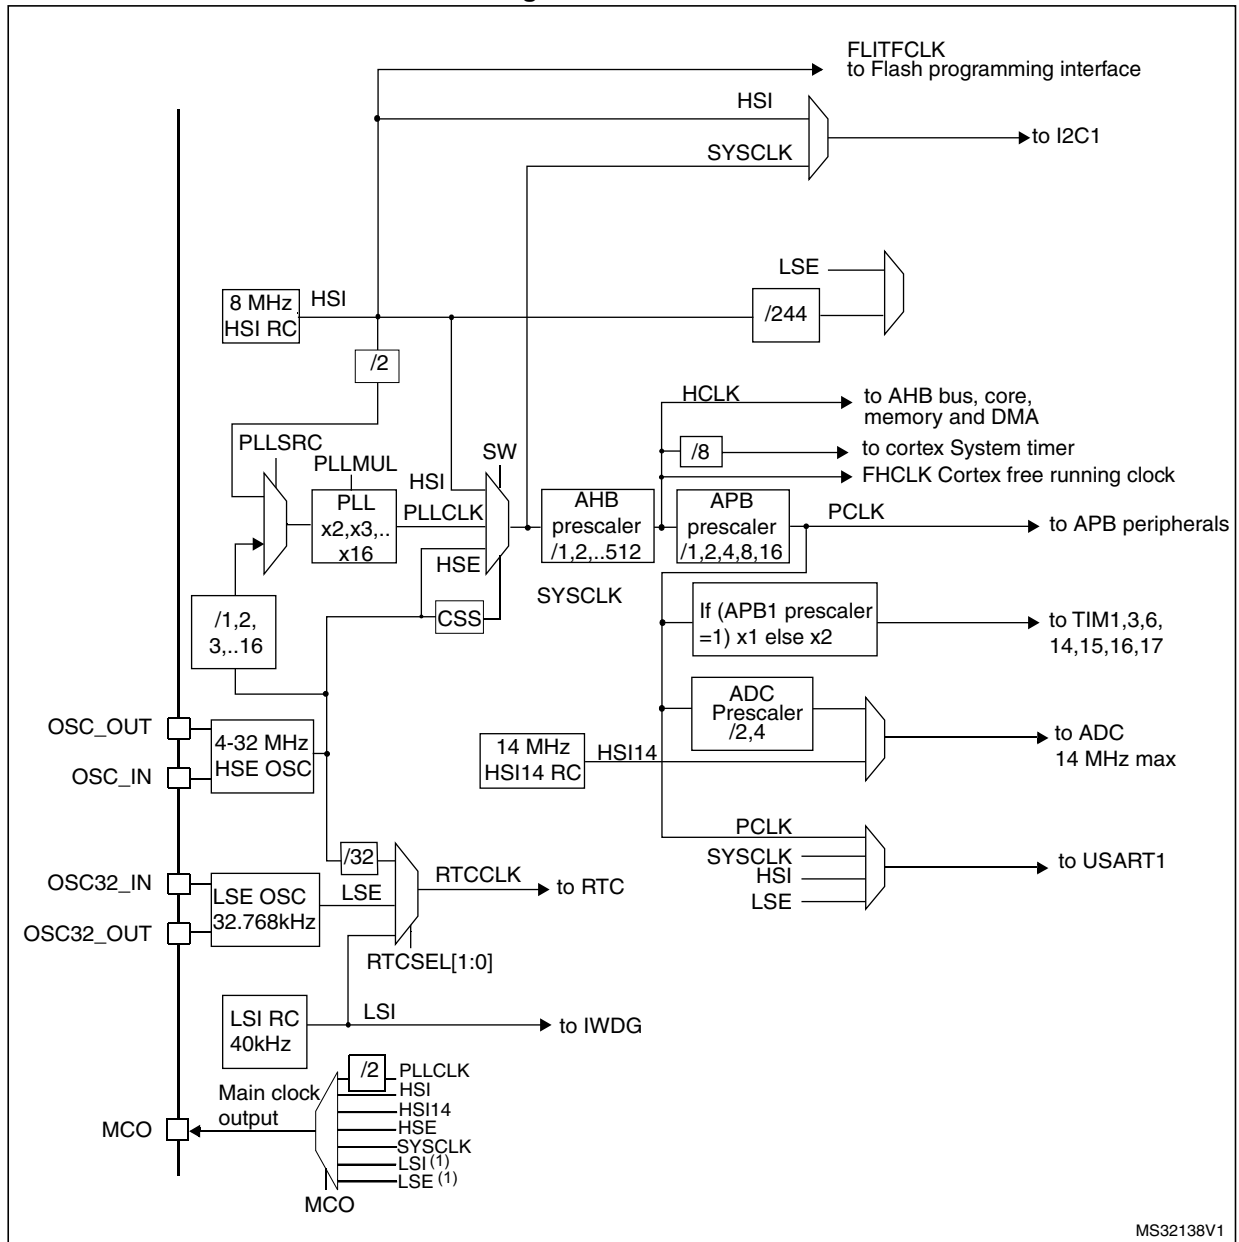 FLITFCLK
to Flash programming interface
HSI
to I2C1
SYSCLK
LSE
8 MHz
HSI RC
HSI
/244
/2
HCLK
to AHB bus, core,
memory and DMA
PLLSRC
SW
/8
to cortex System timer
PLLMUL
HSI
FHCLK Cortex free running clock
PLL
x2,x3,..
x16
PLLCLK
AHB
prescaler
/1,2,..512
APB
prescaler
/1,2,4,8,16
PCLK
to APB peripherals
HSE
SYSCLK
/1,2,
3,..16
CSS
If (APB1 prescaler
=1) x1 else x2
to TIM1,3,6,
14,15,16,17
OSC_OUT
4-32 MHz
HSE OSC
OSC_IN
ADC
Prescaler
/2,4
14 MHz
HSI14 RC
HSI14
to ADC
14 MHz max
PCLK
SYSCLK
HSI
LSE
to USART1
/32
OSC32_IN
LSE OSC
32.768kHz
LSE
RTCCLK
to RTC
OSC32_OUT
RTCSEL[1:0]
LSI RC
40kHz
LSI
to IWDG
/2
PLLCLK
Main clock
output
HSI
HSI14
MCO
HSE
SYSCLK
LSI (1)
LSE (1)
MCO
MS32138V1